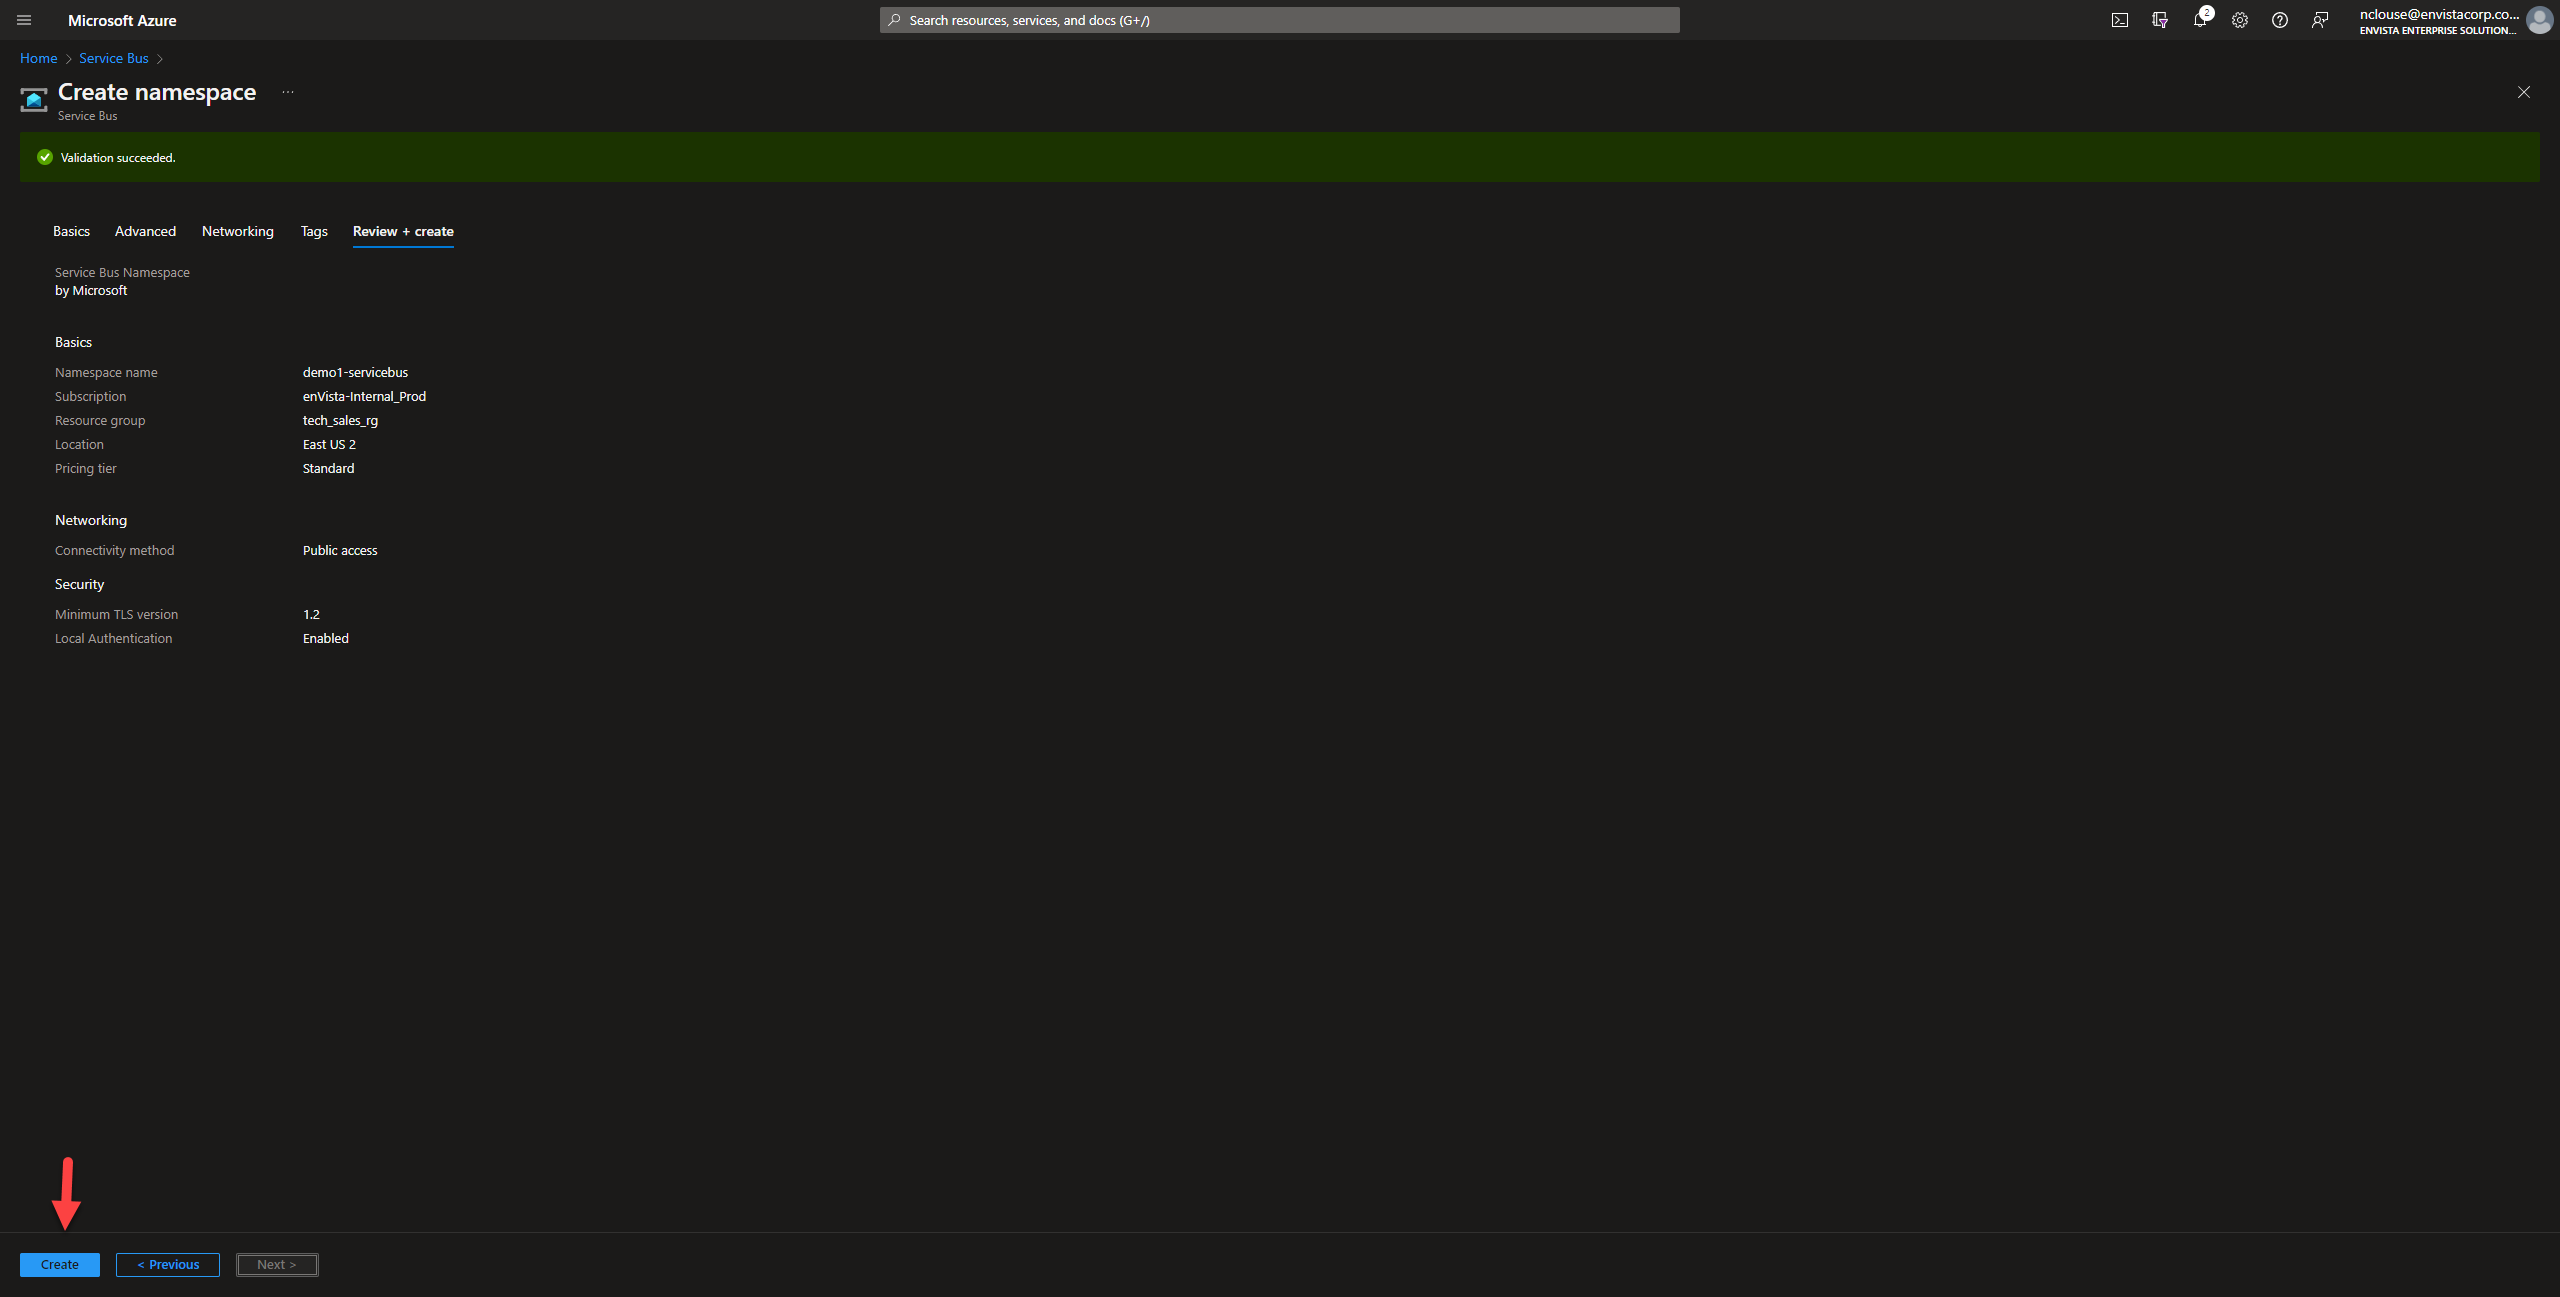 Microsoft Azure
Search resources, services, and docs (G+/)
2
nclouse@envistacorp.co...
ENVISTA ENTERPRISE SOLUTION...
Home > Service Bus >
Create namespace ...
Service Bus
Validation succeeded.
Basics Advanced Networking Tags Review + create
Service Bus Namespace
by Microsoft
Basics
Namespace name demo1-servicebus
Subscription enVista-Internal_Prod
Resource group tech_sales_rg
Location East US 2
Pricing tier Standard
Networking
Connectivity method Public access
Security
Minimum TLS version 1.2
Local Authentication Enabled
Create < Previous Next >